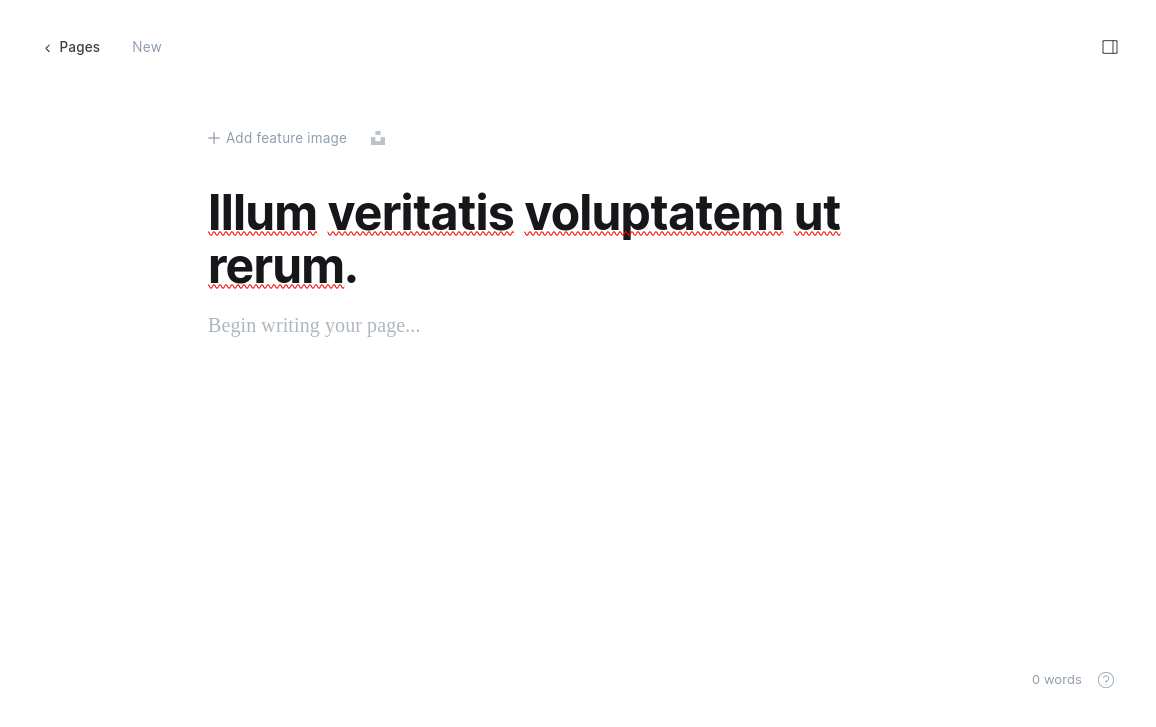 Pages New
Add feature image
Illum veritatis voluptatem ut
rerum.
Begin writing your page...
0 words